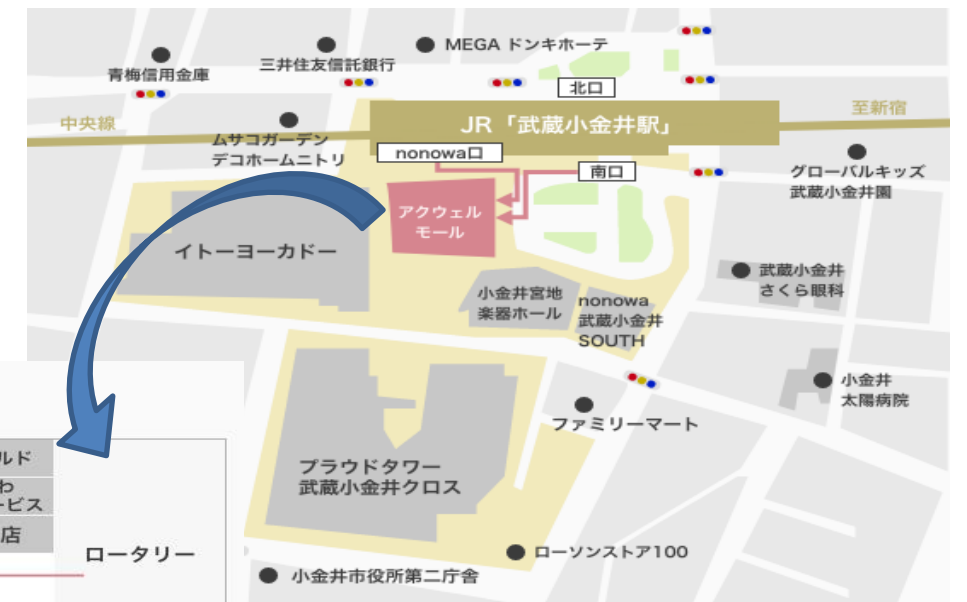 MEGA ドンキホーテ
三井住友信託銀行
青梅信用金庫
北口
中央線
JR「武蔵小金井駅」
至新宿
ムサコガーデン
デコホームニトリ
nonowa口
南口
グローバルキッズ
武蔵小金井園
アクウェル
モール
イトーヨーカドー
武蔵小金井
さくら眼科
小金井宮地
楽器ホール
nonowa
武蔵小金井
SOUTH
小金井
太陽病院
ファミリーマート
プラウドタワー
武蔵小金井クロス
ルド
わ
ービス
店
ロータリー
ローソンストア100
小金井市役所第二庁舎